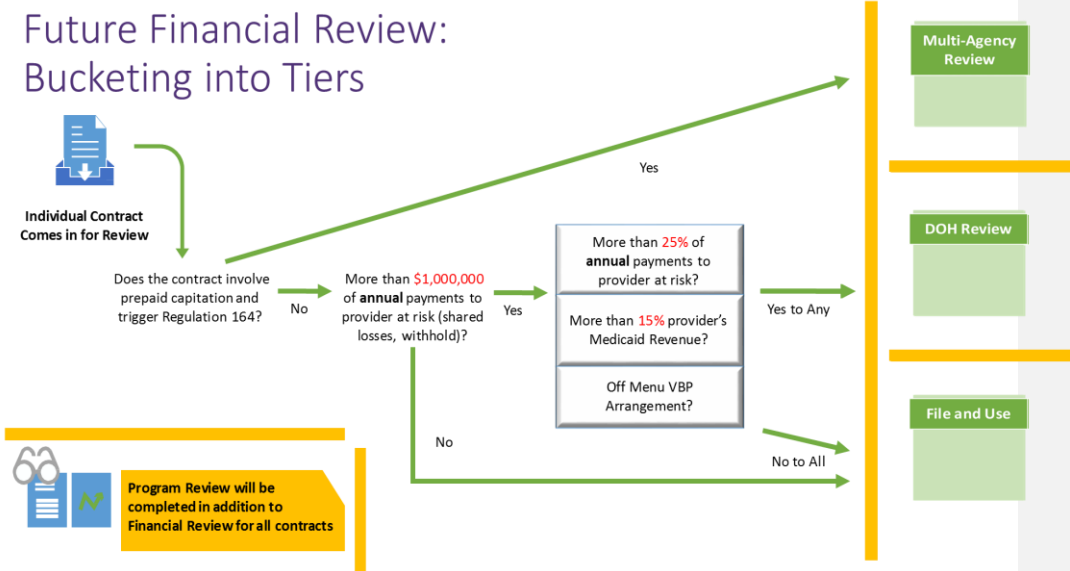 Future Financial Review:
Bucketing into Tiers
Individual Contract
Comes in for Review
Does the contract involve
prepaid capitation and
trigger Regulation 164?
No
Yes
More than $1,000,000
of annual payments to
provider at risk (shared
losses, withhold)?
Yes
No
More than 25% of
annual payments to
provider at risk?
More than 15% provider's
Medicaid Revenue?
Off Menu VBP
Arrangement?
Yes to Any
No to All
Multi-Agency
Review
DOH Review
File and Use
Program Review will be
completed in addition to
Financial Review for all contracts